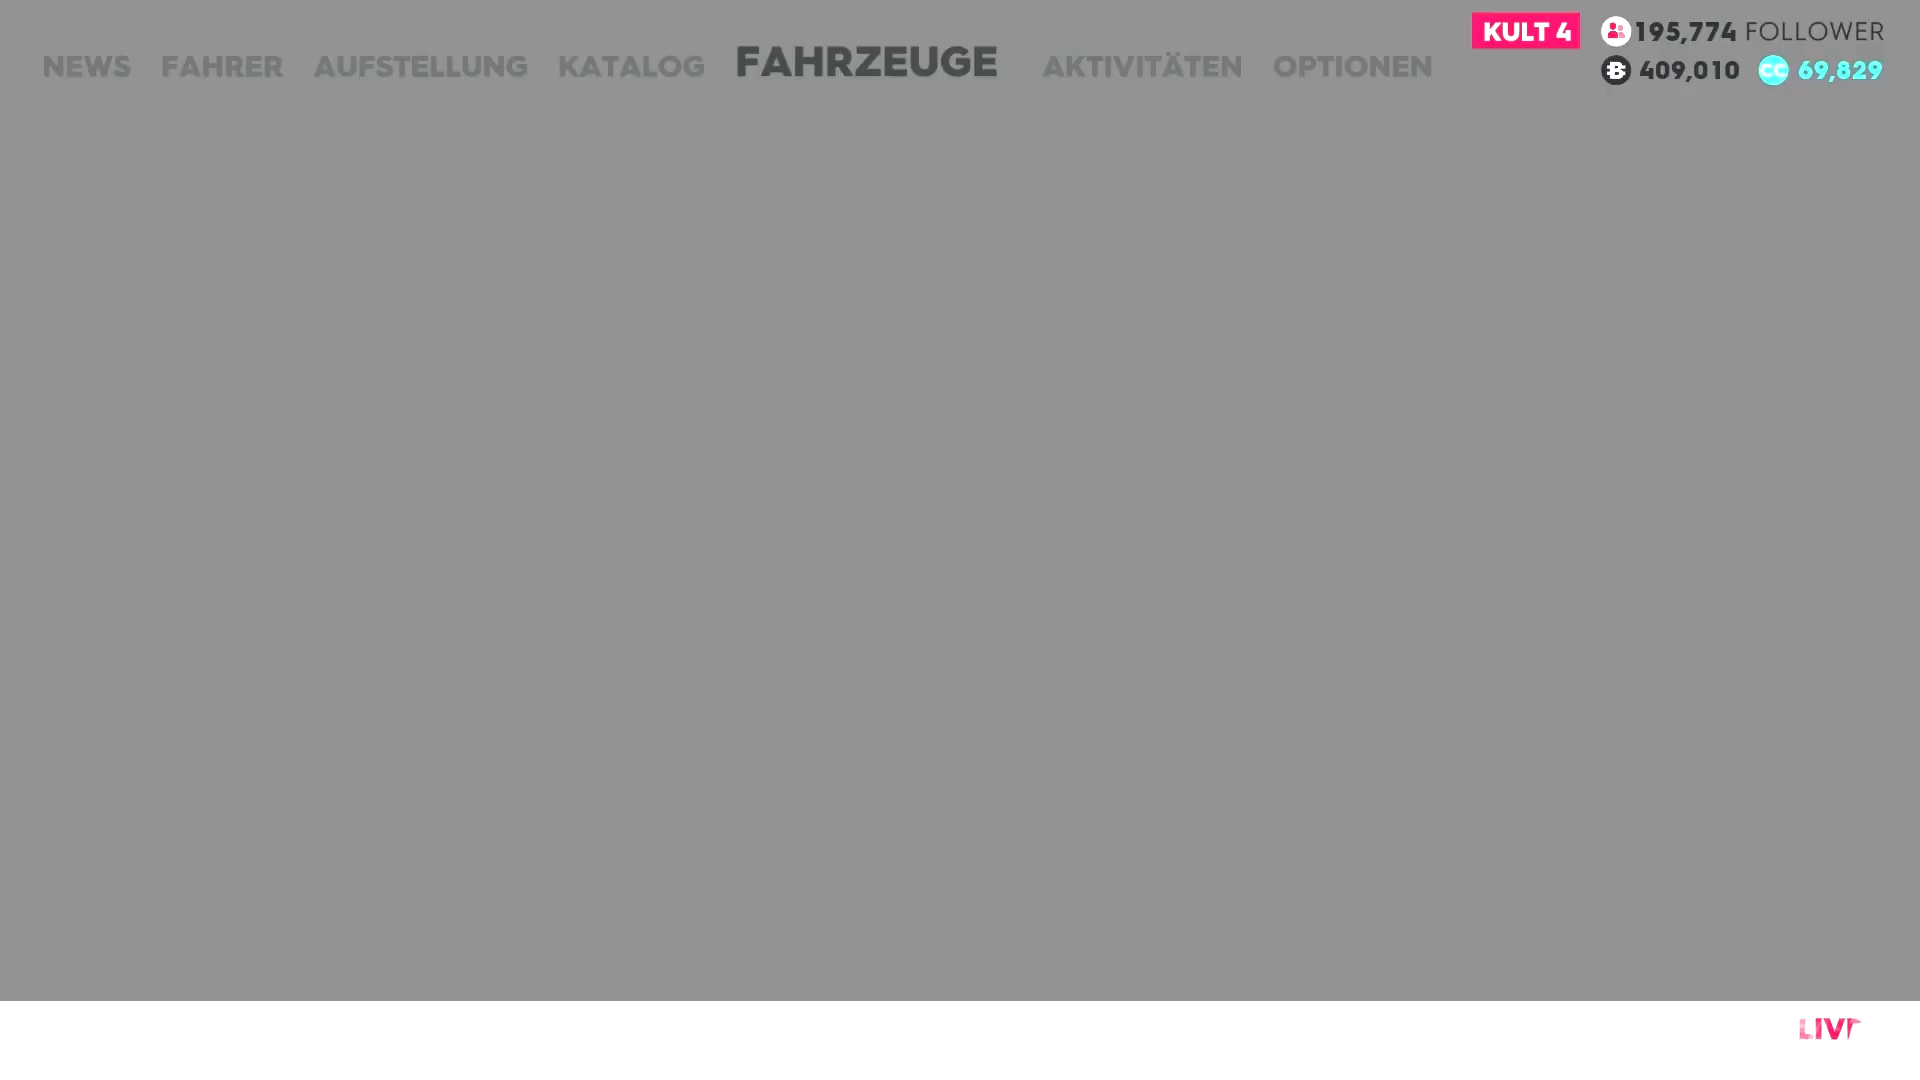 NEWS FAHRER AUFSTELLUNG KATALOG FAHRZEUGE AKTIVITÄTEN OPTIONEN
KULT 4 195,774 FOLLOWER
409,010 CC 69,829